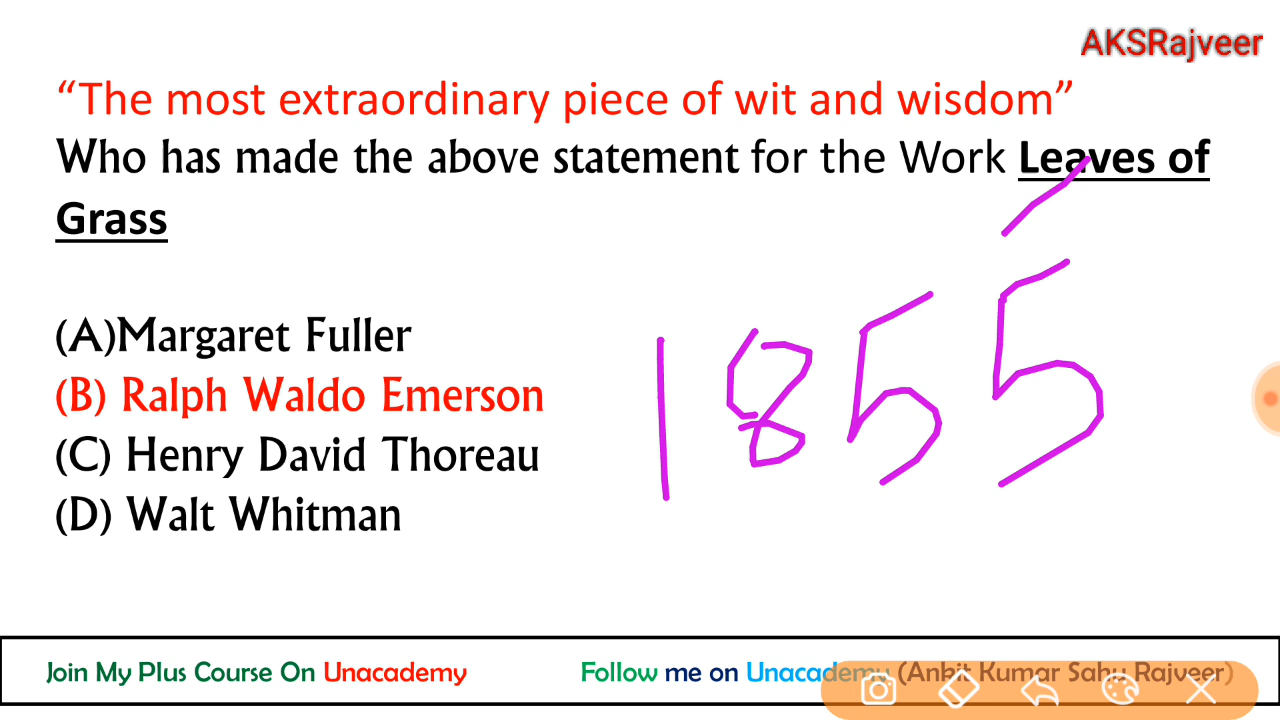 AKSRajveer
“The most extraordinary piece of wit and wisdom”
Who has made the above statement for the Work Leaves of
Grass
(A)Margaret Fuller
(B) Ralph Waldo Emerson
(C) Henry David Thoreau
(D) Walt Whitman
1855
Join My Plus Course On Unacademy Follow me on Unacademy (Ankit Kumar Sahu Rajveer)